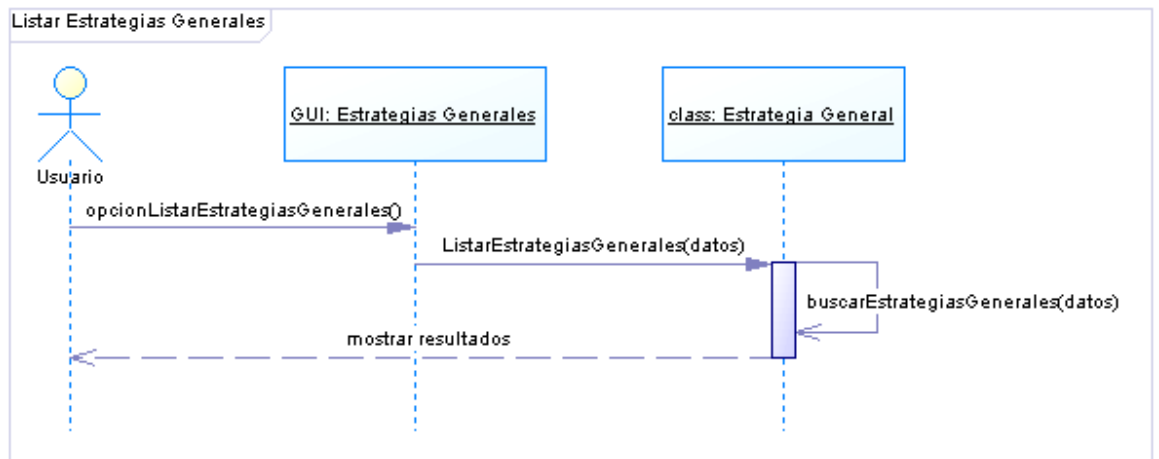 Listar Estrategias Generales
GUI: Estrategias Generales
class: Estrategia General
Usuario
opcionListarEstrategiasGenerales()
ListarEstrategiasGenerales(datos)
buscarEstrategiasGenerales(datos)
mostrar resultados